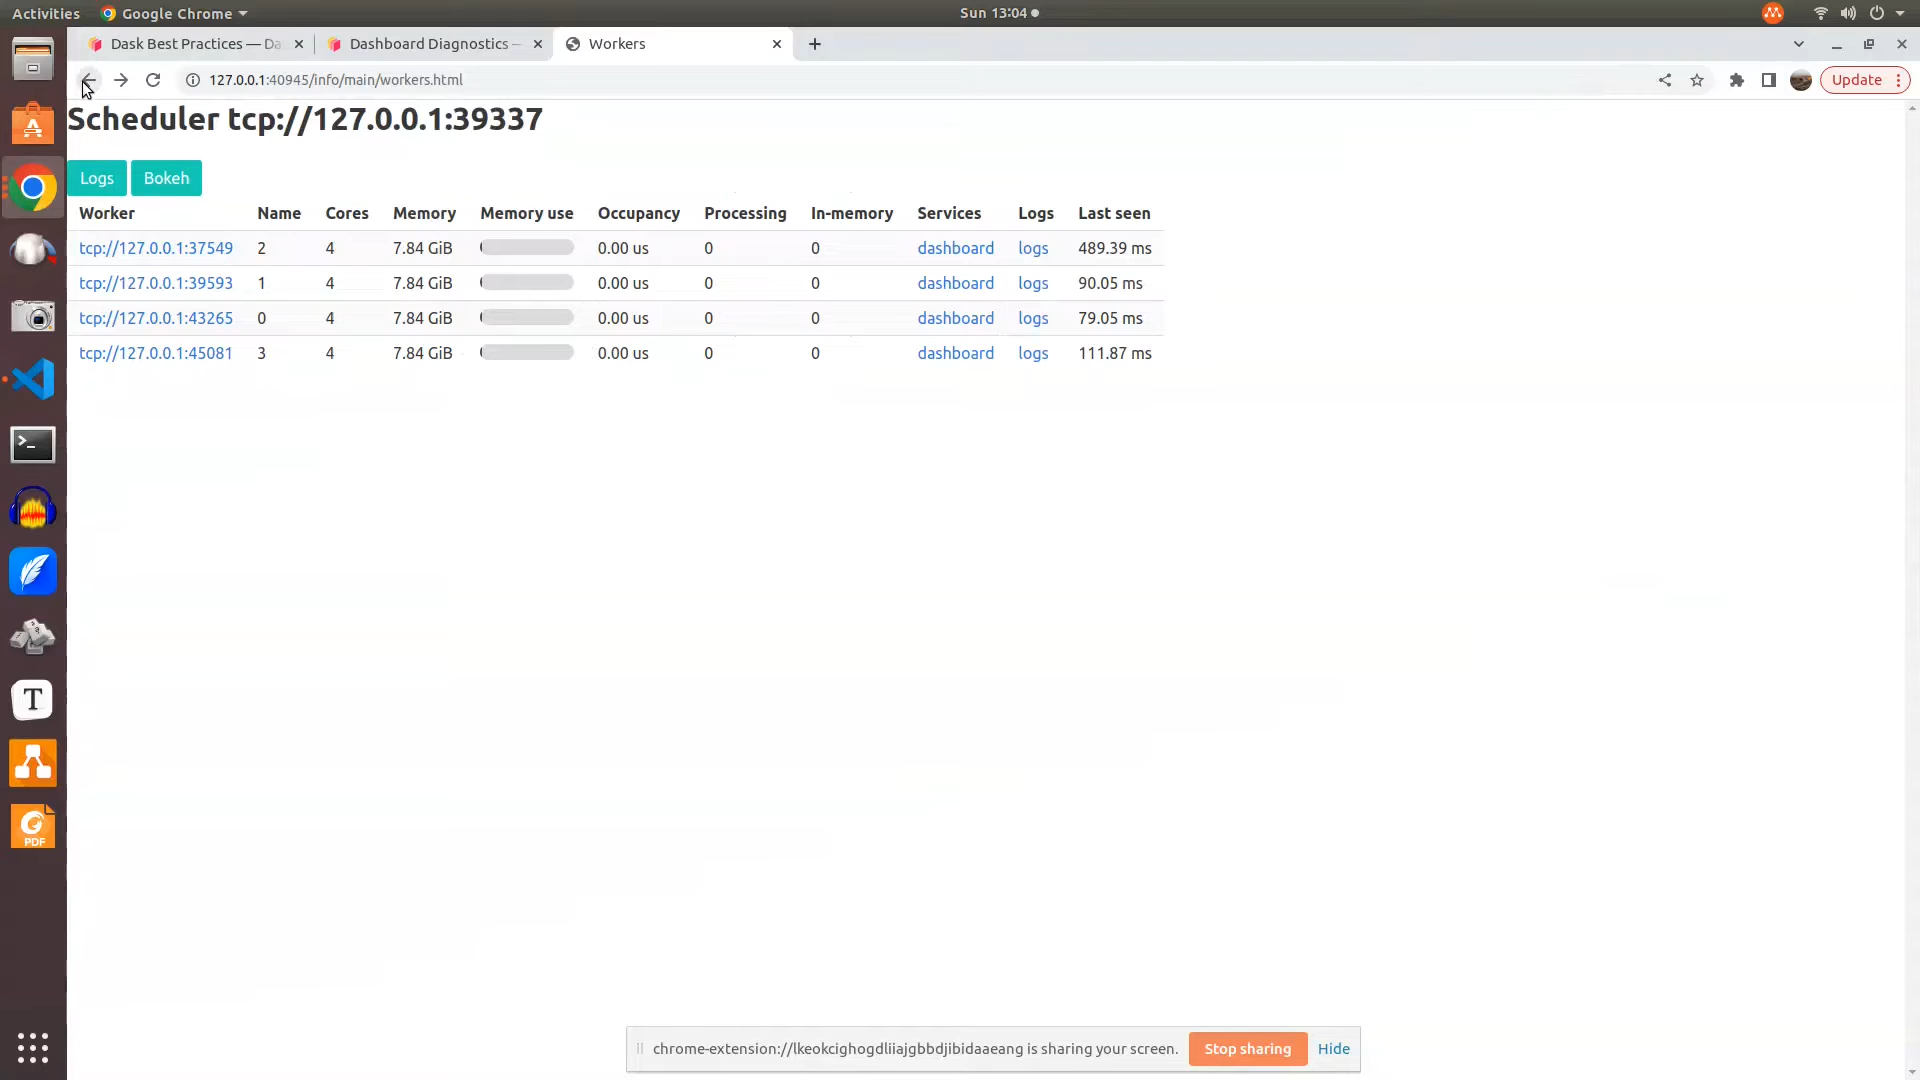 Activities Google Chrome Sun 13:04
Dask Best Practices — Da Dashboard Diagnostics – Workers
127.0.0.1:40945/info/main/workers.html Update
Scheduler tcp://127.0.0.1:39337
Logs Bokeh
Worker Name Cores Memory Memory use Occupancy Processing In-memory Services Logs Last seen
tcp://127.0.0.1:37549 2 4 7.84 GiB 0.00 us 0 0 dashboard logs 489.39 ms
tcp://127.0.0.1:39593 1 4 7.84 GiB 0.00 us 0 0 dashboard logs 90.05 ms
tcp://127.0.0.1:43265 0 4 7.84 GiB 0.00 us 0 0 dashboard logs 79.05 ms
tcp://127.0.0.1:45081 3 4 7.84 GiB 0.00 us 0 0 dashboard logs 111.87 ms
T
PDF
chrome-extension://lkeokcighogdliiajgbbdjibidaaeang is sharing your screen. Stop sharing Hide